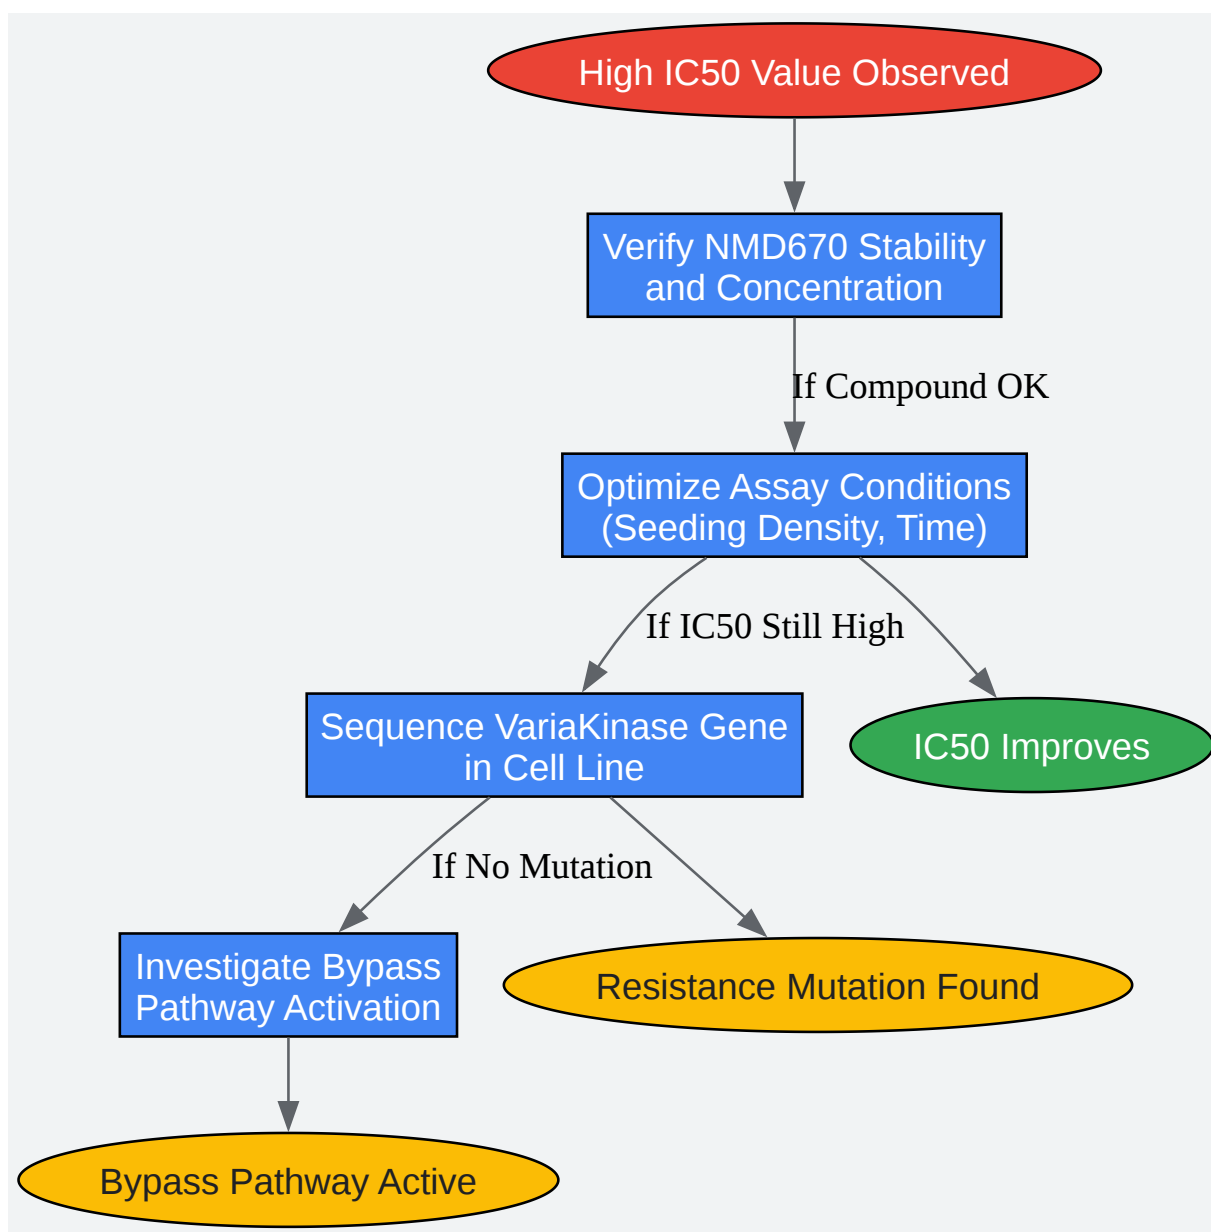 High IC50 Value Observed
Verify NMD670 Stability
and Concentration
If Compound OK
Optimize Assay Conditions
(Seeding Density, Time)
If IC50 Still High
Sequence VariaKinase Gene
in Cell Line
IC50 Improves
If No Mutation
Investigate Bypass
Pathway Activation
Resistance Mutation Found
Bypass Pathway Active